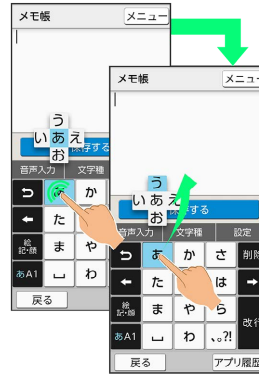 メモ帳 メニュー
う
い あ え
お
保存する
音声入力 文字種
か
た
絵
記・顔 ま や
あA1 わ
戻る
メモ帳 メニュー
う
い あ え
お
保存する
音声入力 文字種 設定
あ か さ 削除
た は
絵
記・顔 ま や ら
改行
あA1 わ 、。?!
戻る アプリ履歴